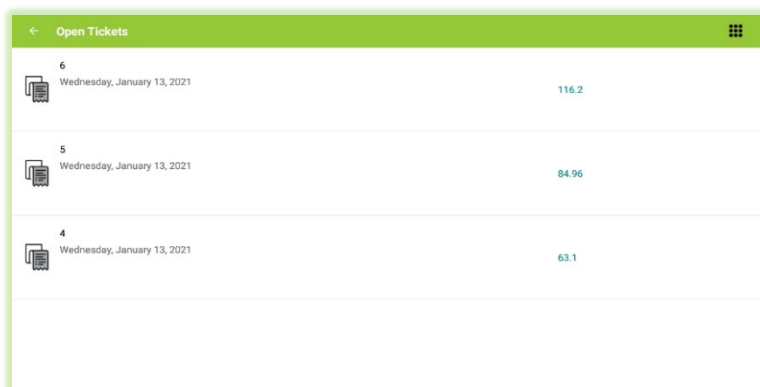 Open Tickets
6
Wednesday, January 13, 2021
116.2
5
Wednesday, January 13, 2021
84.96
4
Wednesday, January 13, 2021
63.1